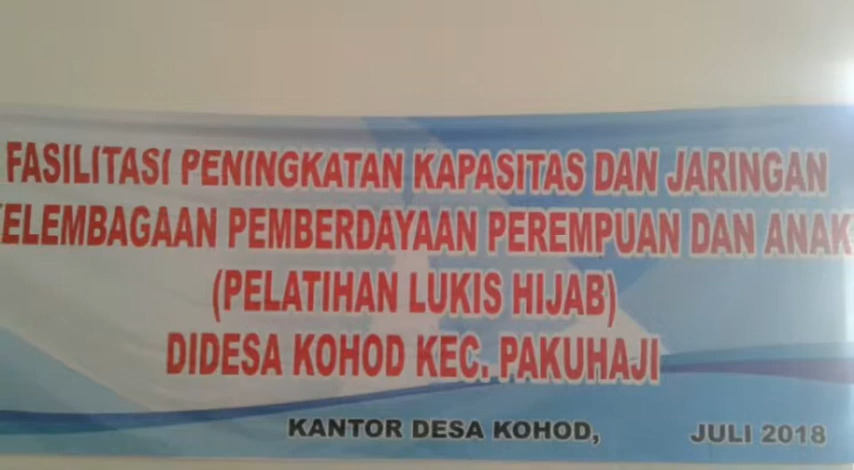 FASILITASI PENINGKATAN KAPASITAS DAN JARINGAN
KELEMBAGAAN PEMBERDAYAAN PEREMPUAN DAN ANAK
(PELATIHAN LUKIS HIJAB)
DIDESA KOHOD KEC. PAKUHAJI
KANTOR DESA KOHOD, JULI 2018